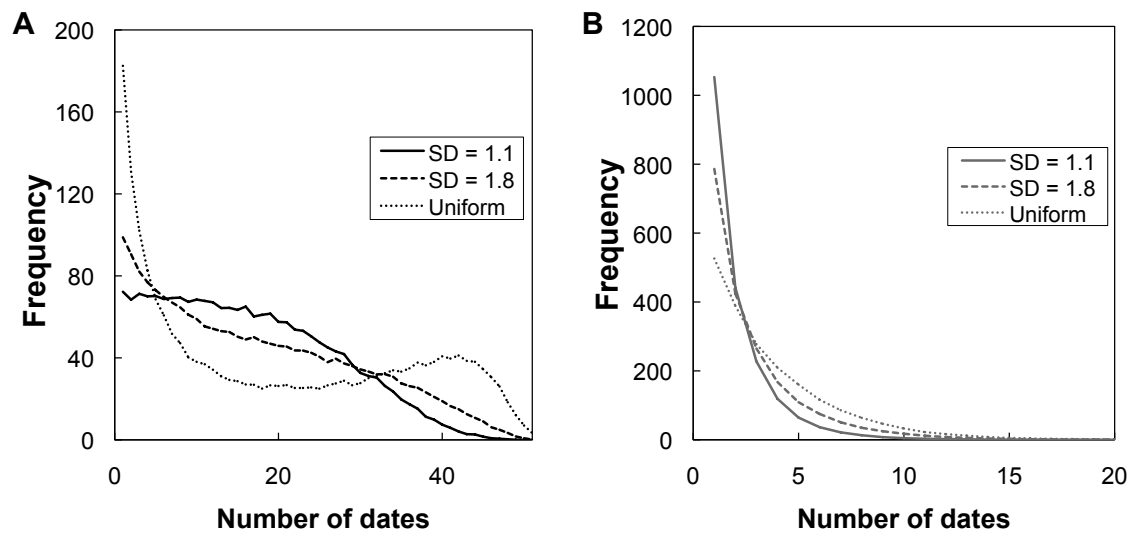 A
Frequency
200
160
120
80
40
0
SD = 1.1
SD = 1.8
Uniform
0
20
40
Number of dates
B
Frequency
1200
1000
800
600
400
200
0
SD = 1.1
SD = 1.8
Uniform
0
5
10
15
20
Number of dates